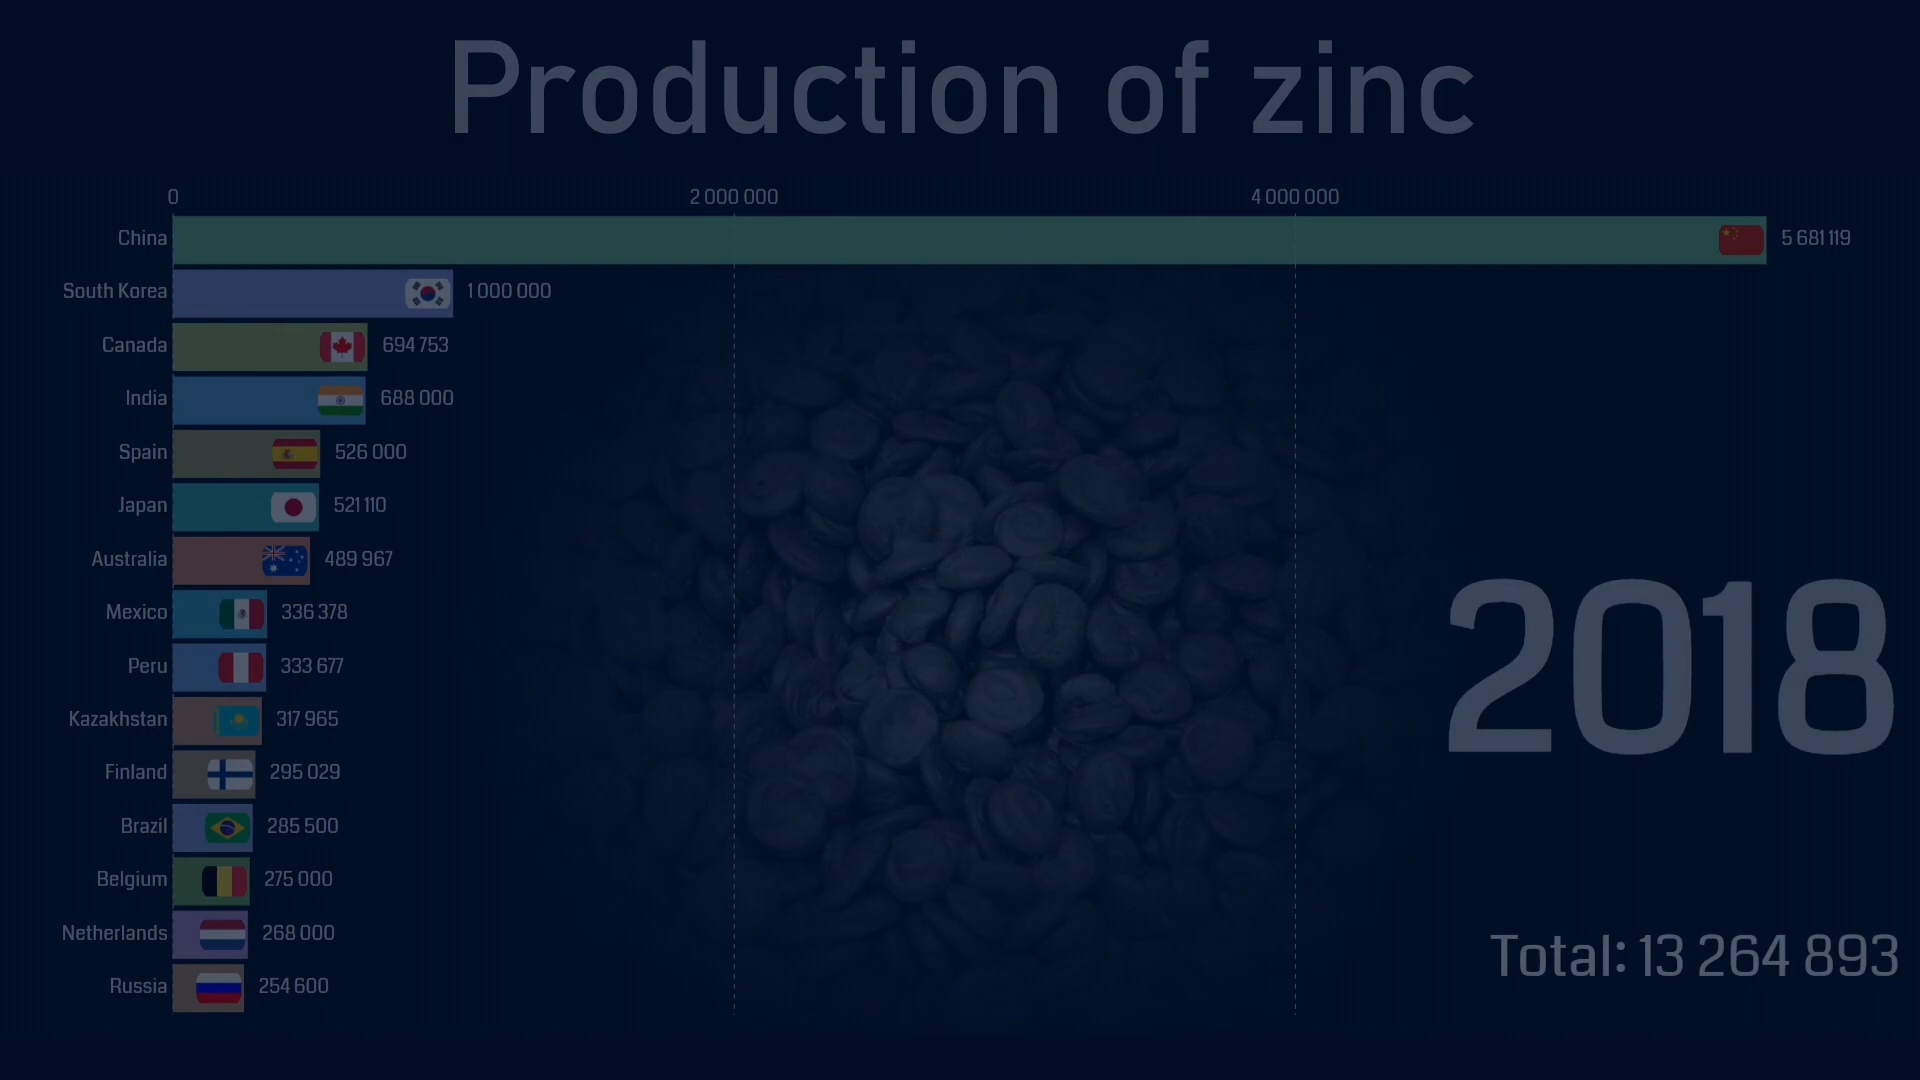 Production of zinc
0 2 000 000 4 000 000
China 5 681 119
South Korea 1 000 000
Canada 694 753
India 688 000
Spain 526 000
Japan 521 110
Australia 489 967
Mexico 336 378
Peru 333 677
Kazakhstan 317 965
Finland 295 029
Brazil 285 500
Belgium 275 000
Netherlands 268 000
Russia 254 600
2018
Total: 13 264 893